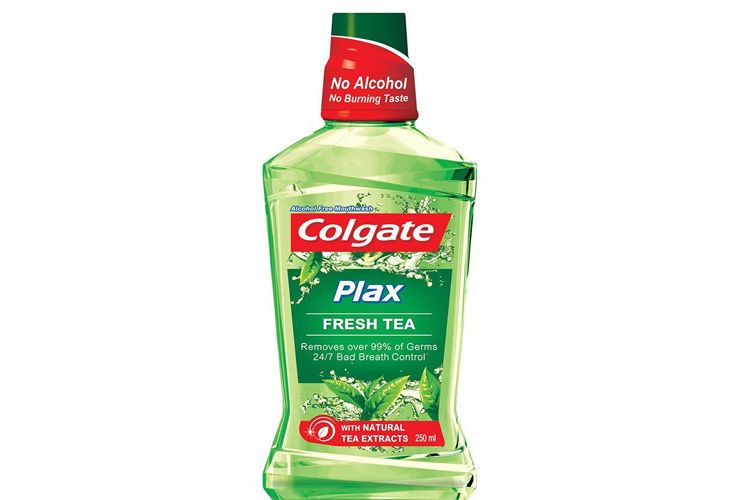 No Alcohol
No Burning Taste
Alcohol Free Mouthwash
Colgate
Plax
FRESH TEA
Removes over 99% of Germs
24/7 Bad Breath Control
WITH NATURAL
TEA EXTRACTS 250 ml